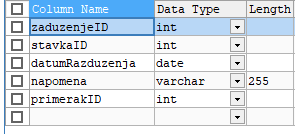 Column Name Data Type Length
zaduzenjeID int
stavkaID int
datumRazduzenja date
napomena varchar 255
primerakID int